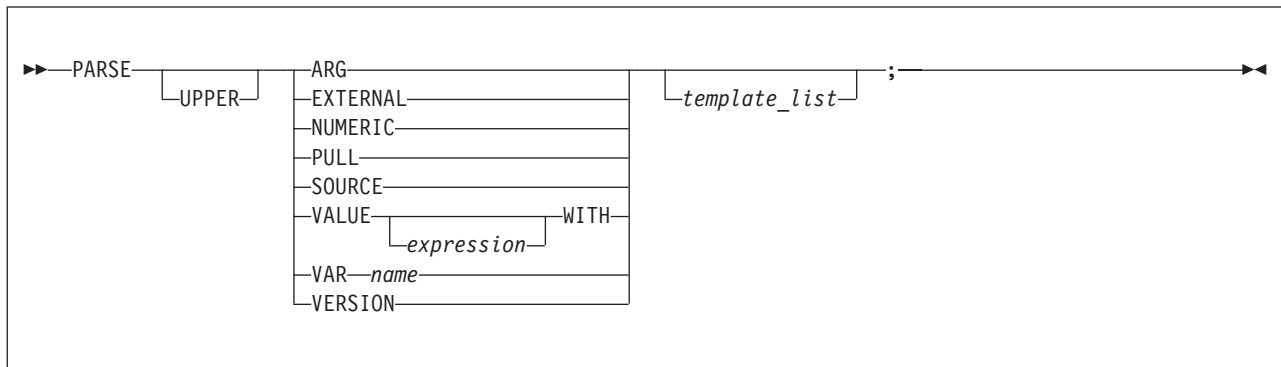 PARSE ARG ;
UPPER EXTERNAL template_list
NUMERIC
PULL
SOURCE
VALUE WITH
expression
VAR name
VERSION